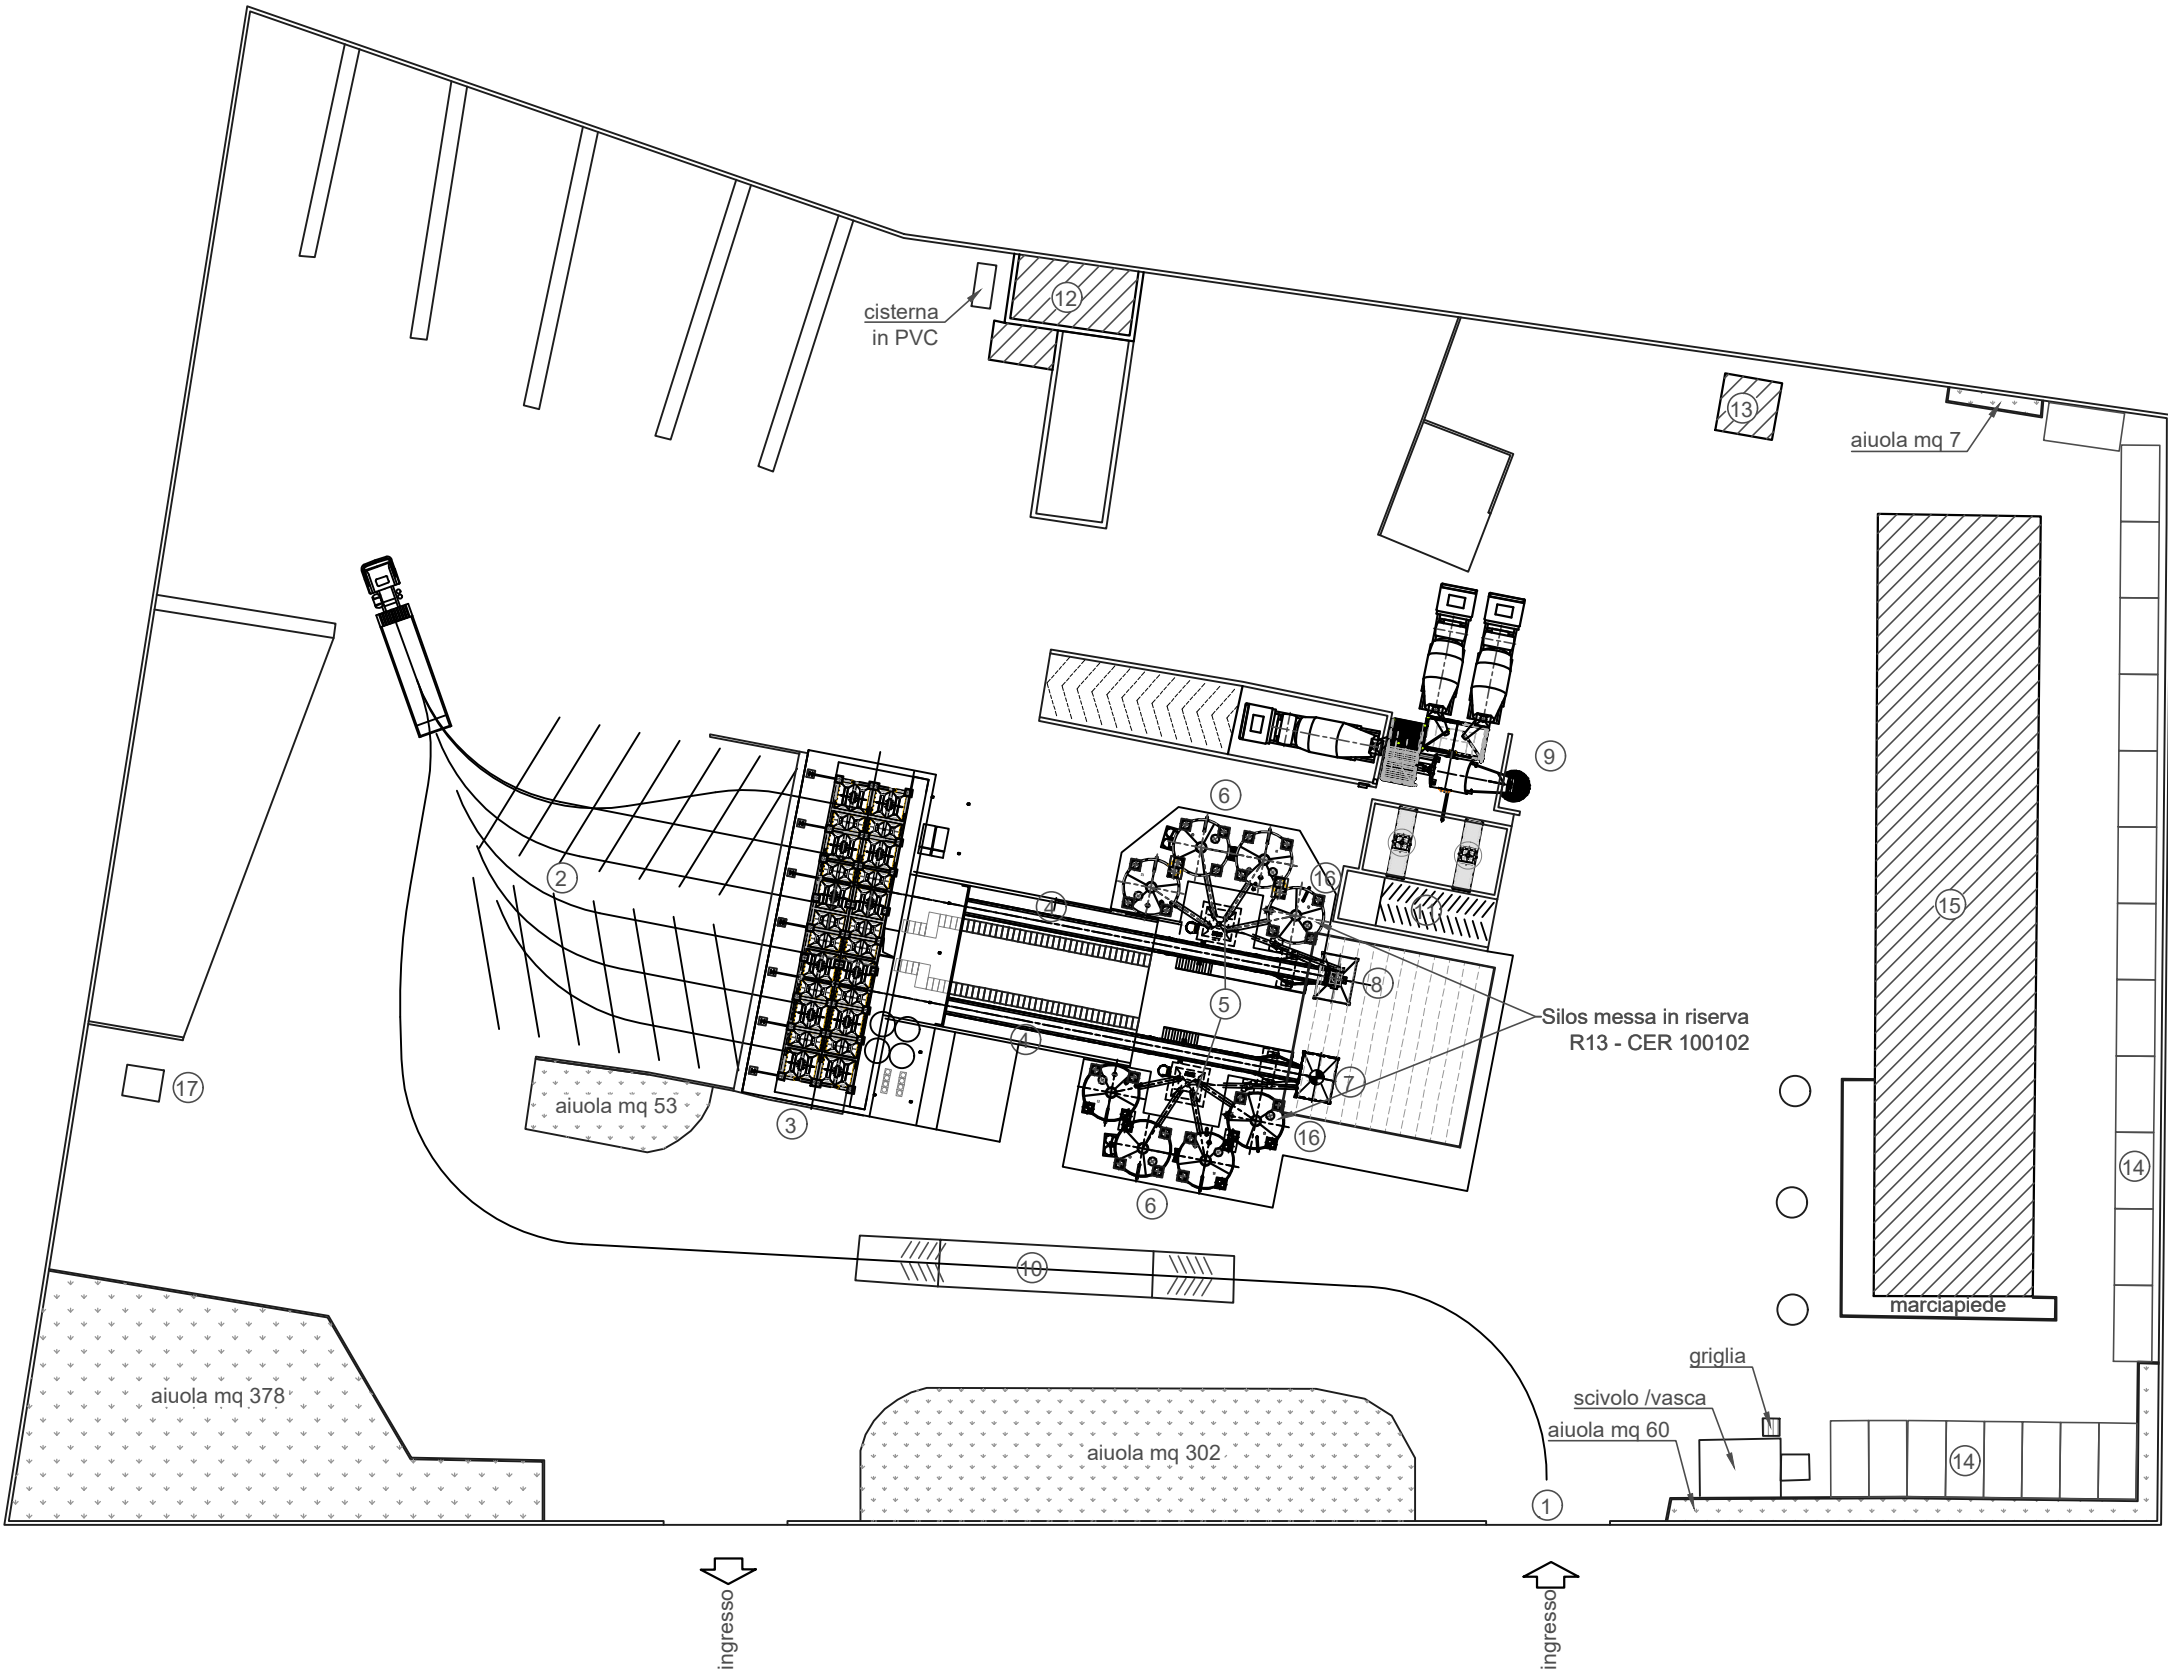 cisterna
in PVC
12
13
aiuola mq 7
9
6
2
16
11
4
15
8
5
Silos messa in riserva
R13 - CER 100102
4
7
17
aiuola mq 53
3
16
14
6
10
marciapiede
griglia
scivolo /vasca
aiuola mq 378
aiuola mq 60
aiuola mq 302
14
1
ingresso
ingresso